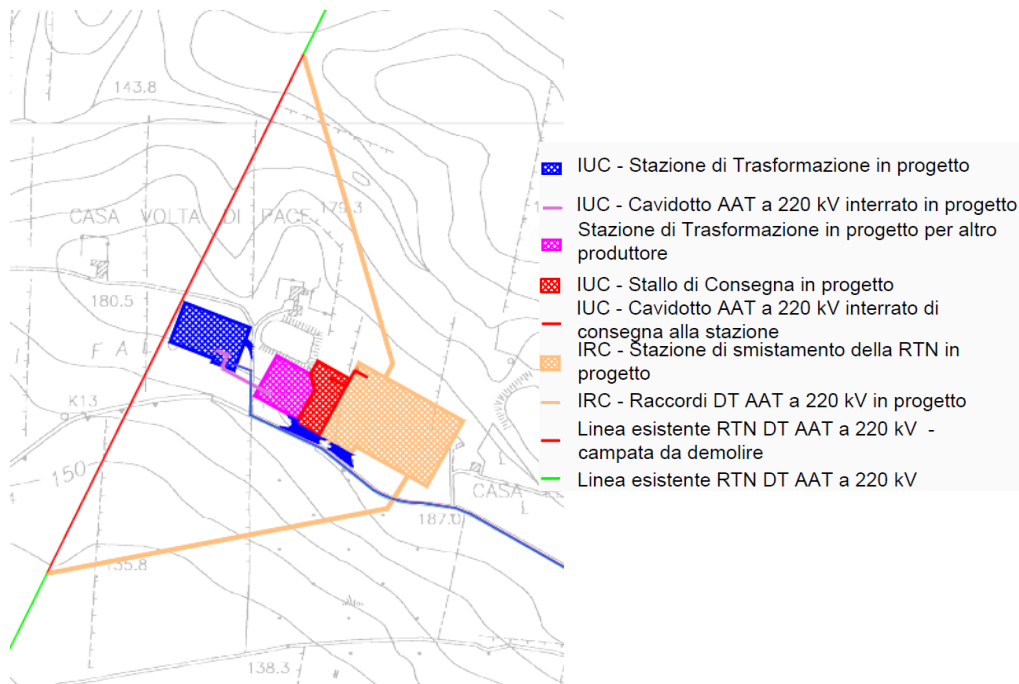 143.8
179.3
CASA VOLTA DI PACE
180.5
F A L
K13
150
CASA
187.0
135.8
138.3
IUC - Stazione di Trasformazione in progetto
IUC - Cavidotto AAT a 220 kV interrato in progetto
Stazione di Trasformazione in progetto per altro
produttore
IUC - Stallo di Consegna in progetto
IUC - Cavidotto AAT a 220 kV interrato di
consegna alla stazione
IRC - Stazione di smistamento della RTN in
progetto
IRC - Raccordi DT AAT a 220 kV in progetto
Linea esistente RTN DT AAT a 220 kV -
campata da demolire
Linea esistente RTN DT AAT a 220 kV